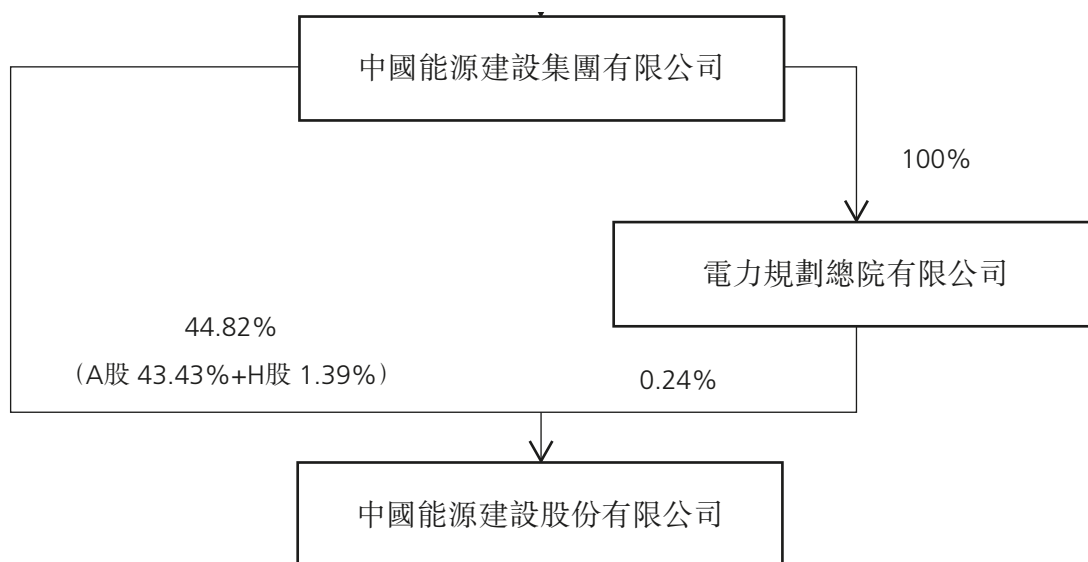 中國能源建設集團有限公司
100%
電力規劃總院有限公司
44.82%
（A股 43.43%+H股 1.39%）
0.24%
中國能源建設股份有限公司